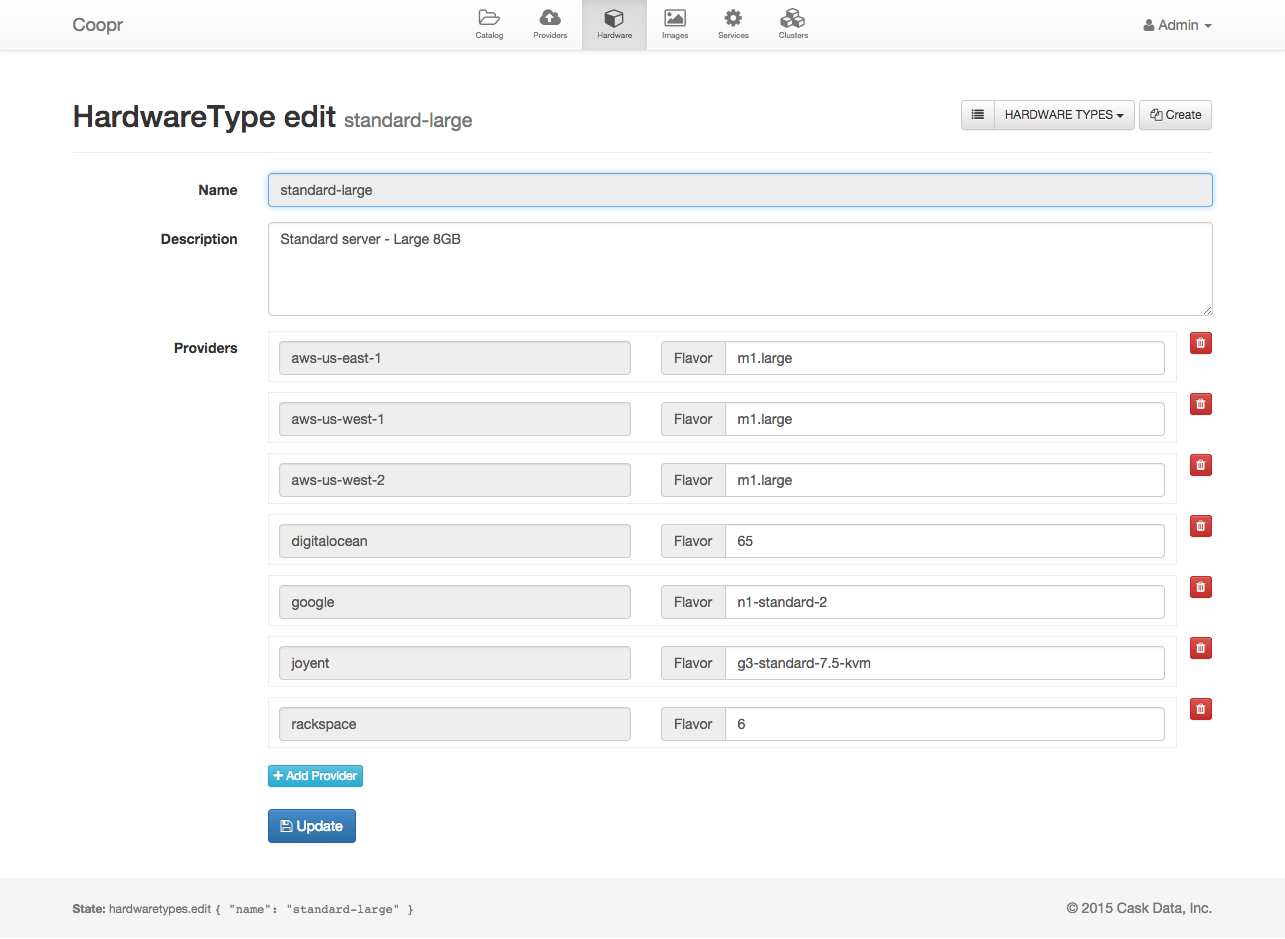 Coopr
Catalog
Providers
Hardware
Images
Services
Clusters
Admin
HardwareType edit standard-large
HARDWARE TYPES
Create
Name
standard-large
Description
Standard server - Large 8GB
Providers
aws-us-east-1 Flavor m1.large
aws-us-west-1 Flavor m1.large
aws-us-west-2 Flavor m1.large
digitalocean Flavor 65
google Flavor n1-standard-2
joyent Flavor g3-standard-7.5-kvm
rackspace Flavor 6
Add Provider
Update
State: hardwaretypes.edit { "name": "standard-large" }
© 2015 Cask Data, Inc.